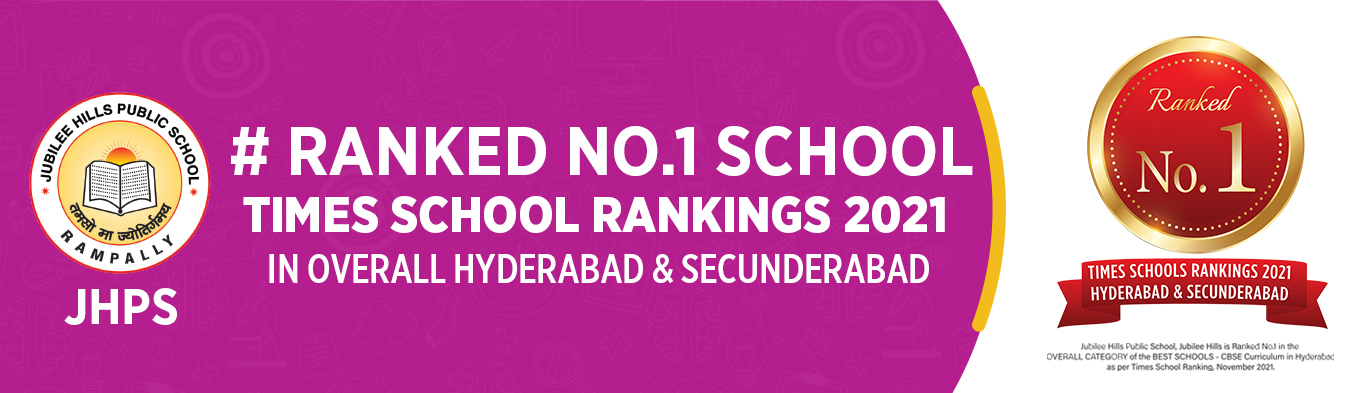 E-LEARNING
JUBILEE HILLS PUBLIC SCHOOL
तमसो मा ज्योतिर्गमय
RAMPALLY
JHPS
# RANKED NO.1 SCHOOL
TIMES SCHOOL RANKINGS 2021
IN OVERALL HYDERABAD & SECUNDERABAD
Ranked
No. 1
TIMES SCHOOLS RANKINGS 2021
HYDERABAD & SECUNDERABAD
Jubilee Hills Public School, Jubilee Hills is Ranked No.1 in the
OVERALL CATEGORY of the BEST SCHOOLS - CBSE Curriculum in Hyderabad
as per Times School Ranking, November 2021.